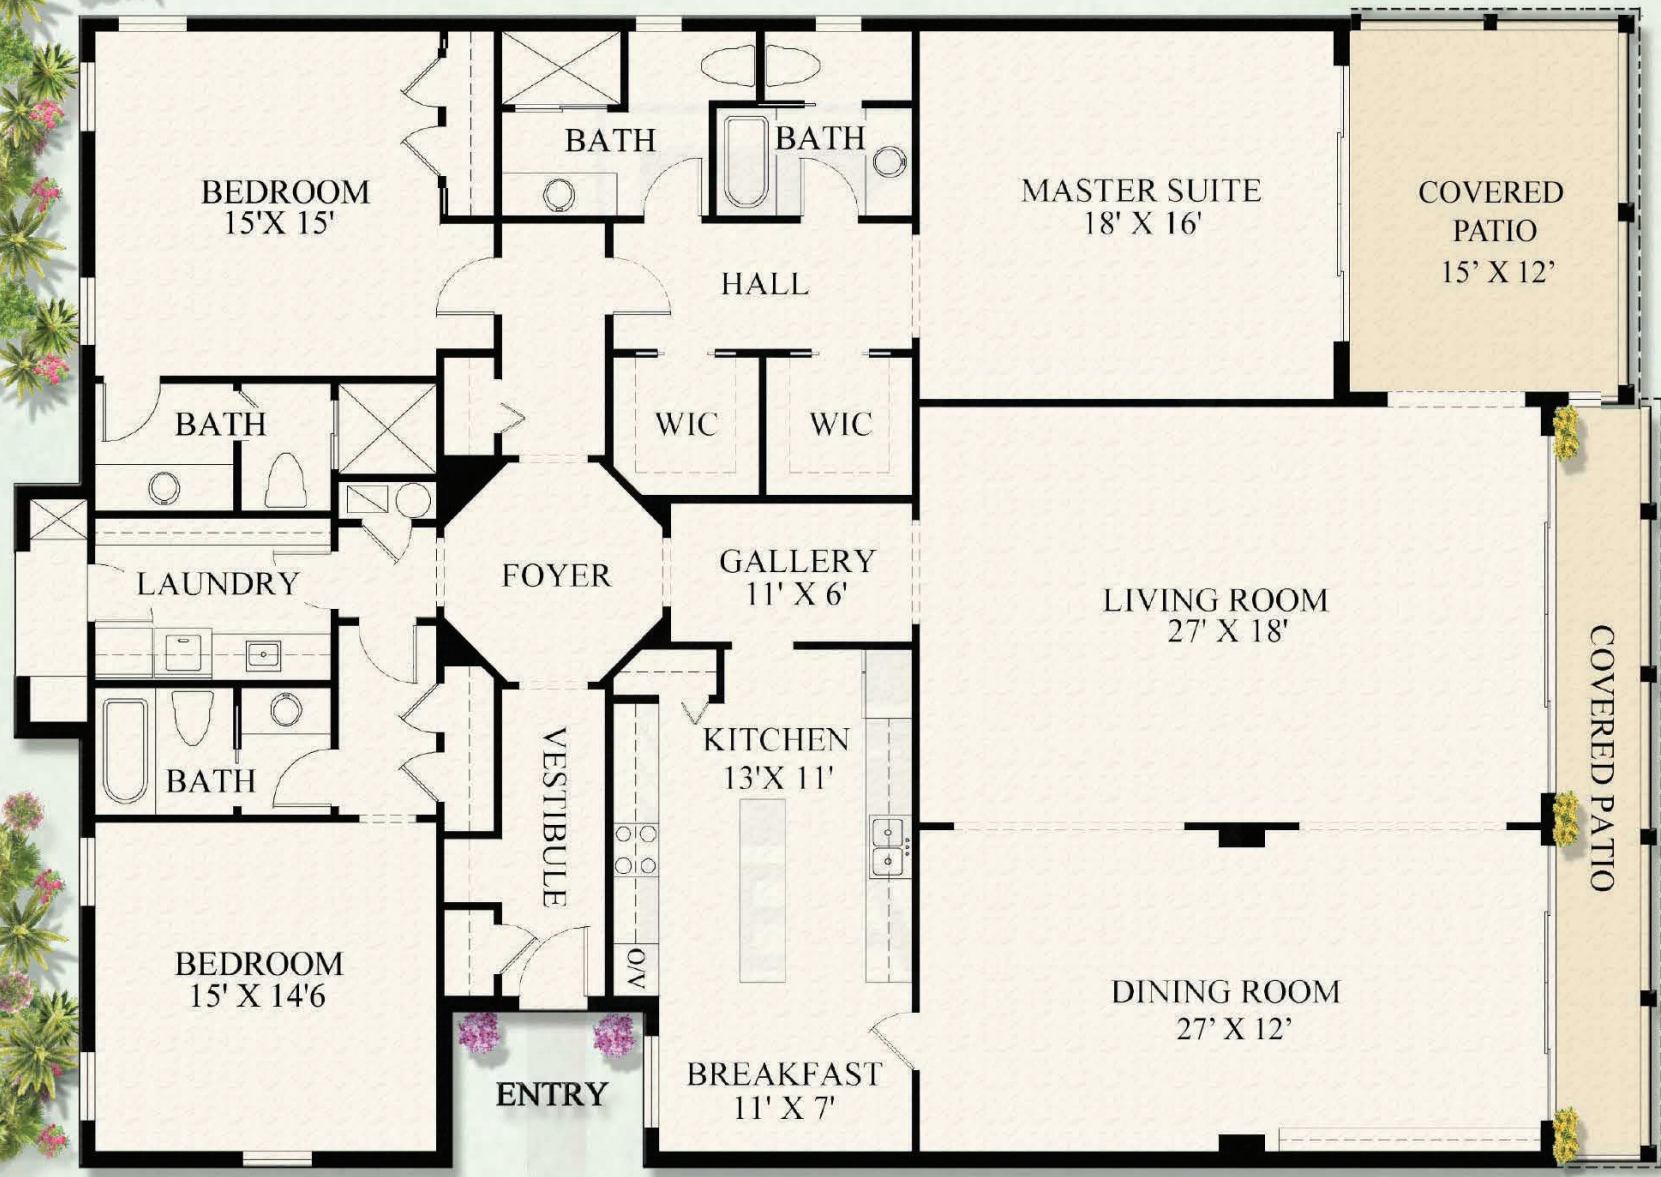 BATH
BATH
BEDROOM
15'X 15'
MASTER SUITE
18' X 16'
COVERED
PATIO
15’ X 12’
HALL
BATH
WIC
WIC
FOYER
GALLERY
11' X 6'
LAUNDRY
LIVING ROOM
27' X 18'
COVERED PATIO
KITCHEN
13'X 11'
VESTIBULE
BATH
BEDROOM
15' X 14'6
O/V
DINING ROOM
27’ X 12’
BREAKFAST
11' X 7'
ENTRY